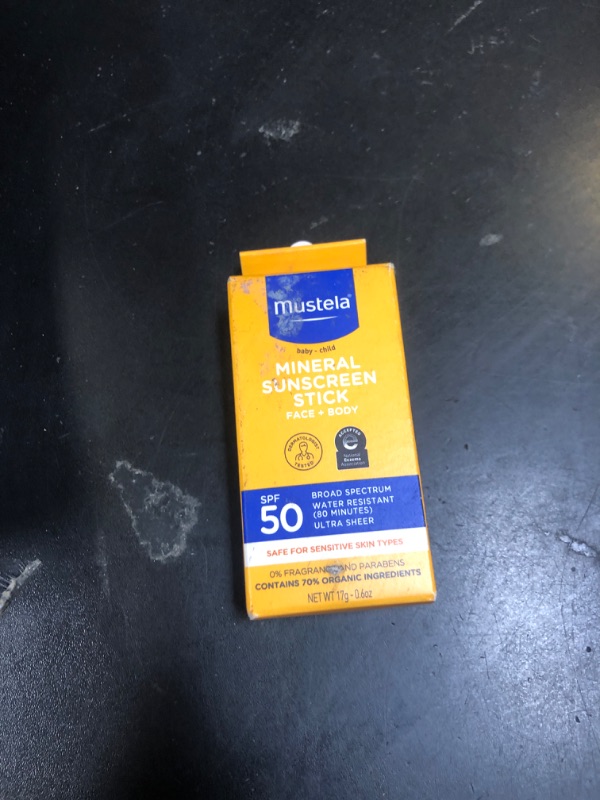 mustela
baby - child
MINERAL
SUNSCREEN
STICK
FACE + BODY
DERMATOLOGIST
TESTED
ACCEPTED
National
Eczema
Association
SPF
50
BROAD SPECTRUM
WATER RESISTANT
(80 MINUTES)
ULTRA SHEER
SAFE FOR SENSITIVE SKIN TYPES
0% FRAGRANCE AND PARABENS
CONTAINS 70% ORGANIC INGREDIENTS
NET WT 17g - 0.6oz